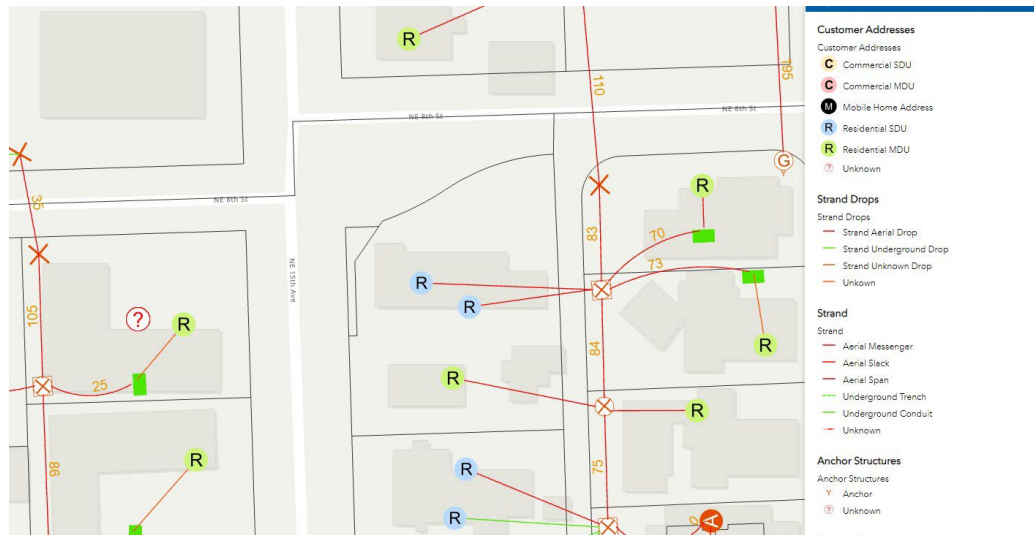 R
110
195
NE 8th St
NE 8th St
G
35
NE 8th St
R
83
70
73
NE 15th Ave
R
R
105
?
R
84
R
25
R
R
86
R
75
R
R
A
0
Customer Addresses
Customer Addresses
C Commercial SDU
C Commercial MDU
M Mobile Home Address
R Residential SDU
R Residential MDU
? Unknown
Strand Drops
Strand Drops
Strand Aerial Drop
Strand Underground Drop
Strand Unknown Drop
Unkown
Strand
Strand
Aerial Messenger
Aerial Slack
Aerial Span
Underground Trench
Underground Conduit
Unknown
Anchor Structures
Anchor Structures
Y Anchor
? Unknown